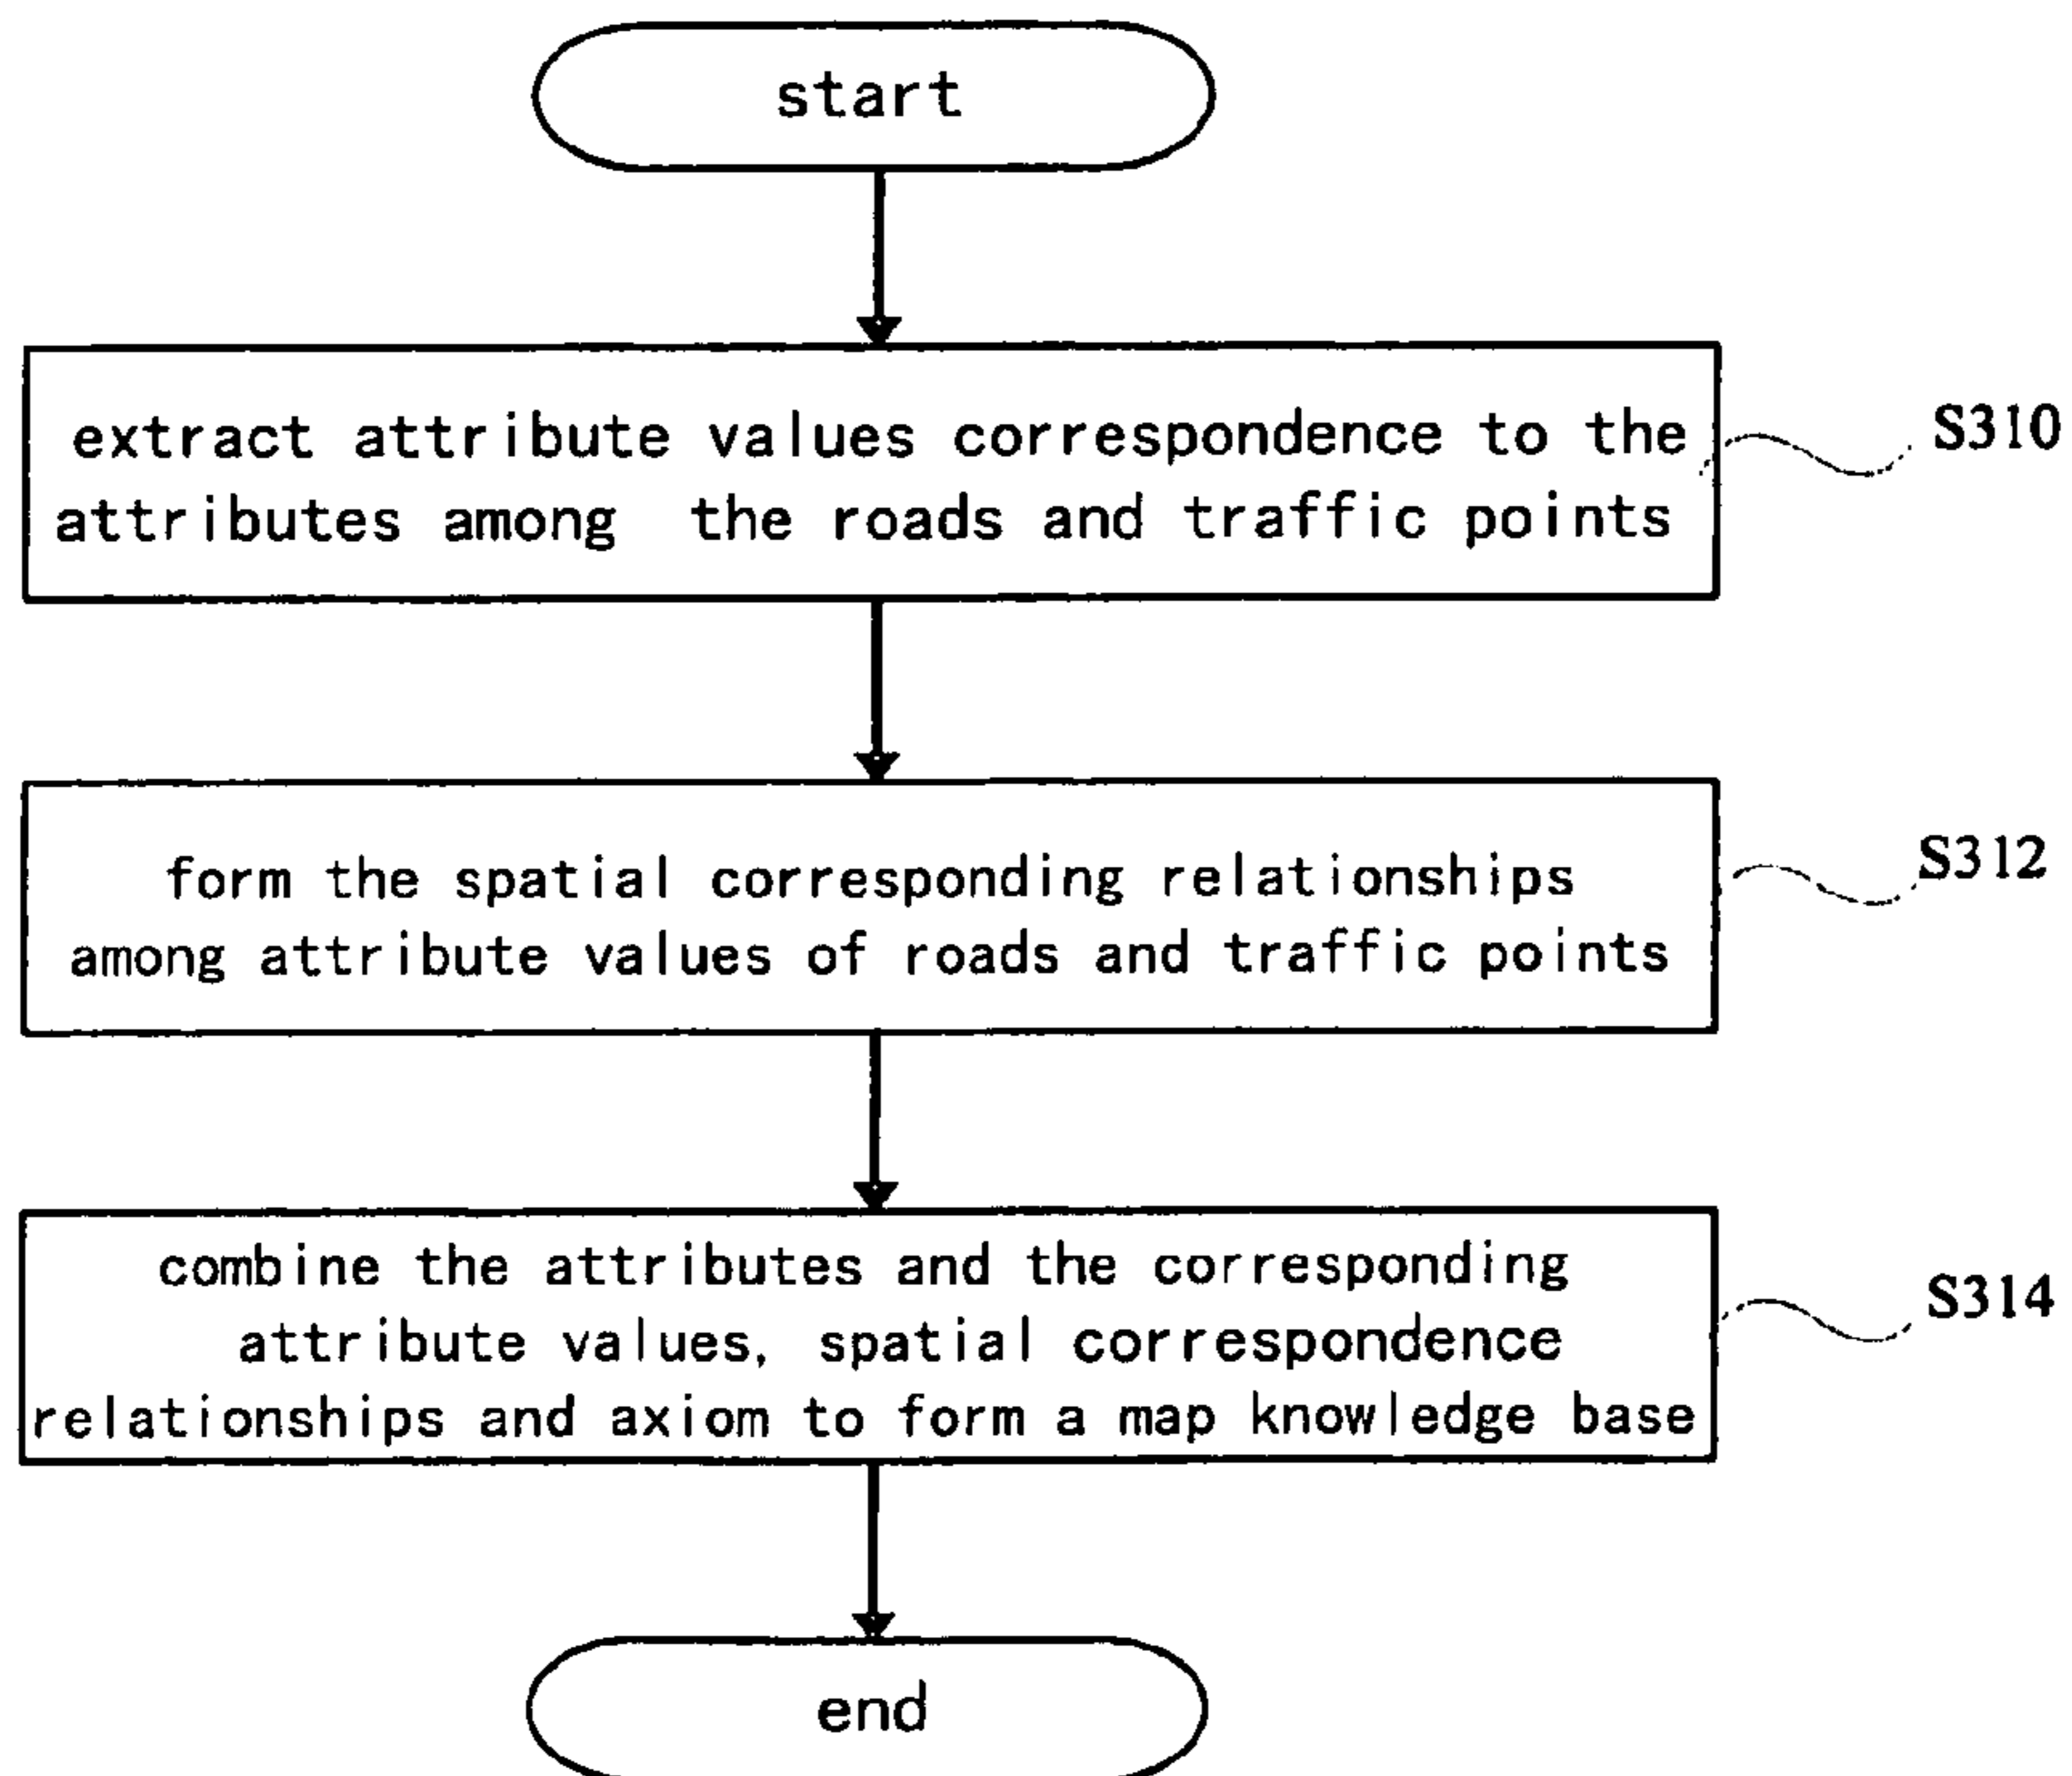 start
extract attribute values correspondence to the
attributes among the roads and traffic points
S310
form the spatial corresponding relationships
among attribute values of roads and traffic points
S312
combine the attributes and the corresponding
attribute values, spatial correspondence
relationships and axiom to form a map knowledge base
S314
end